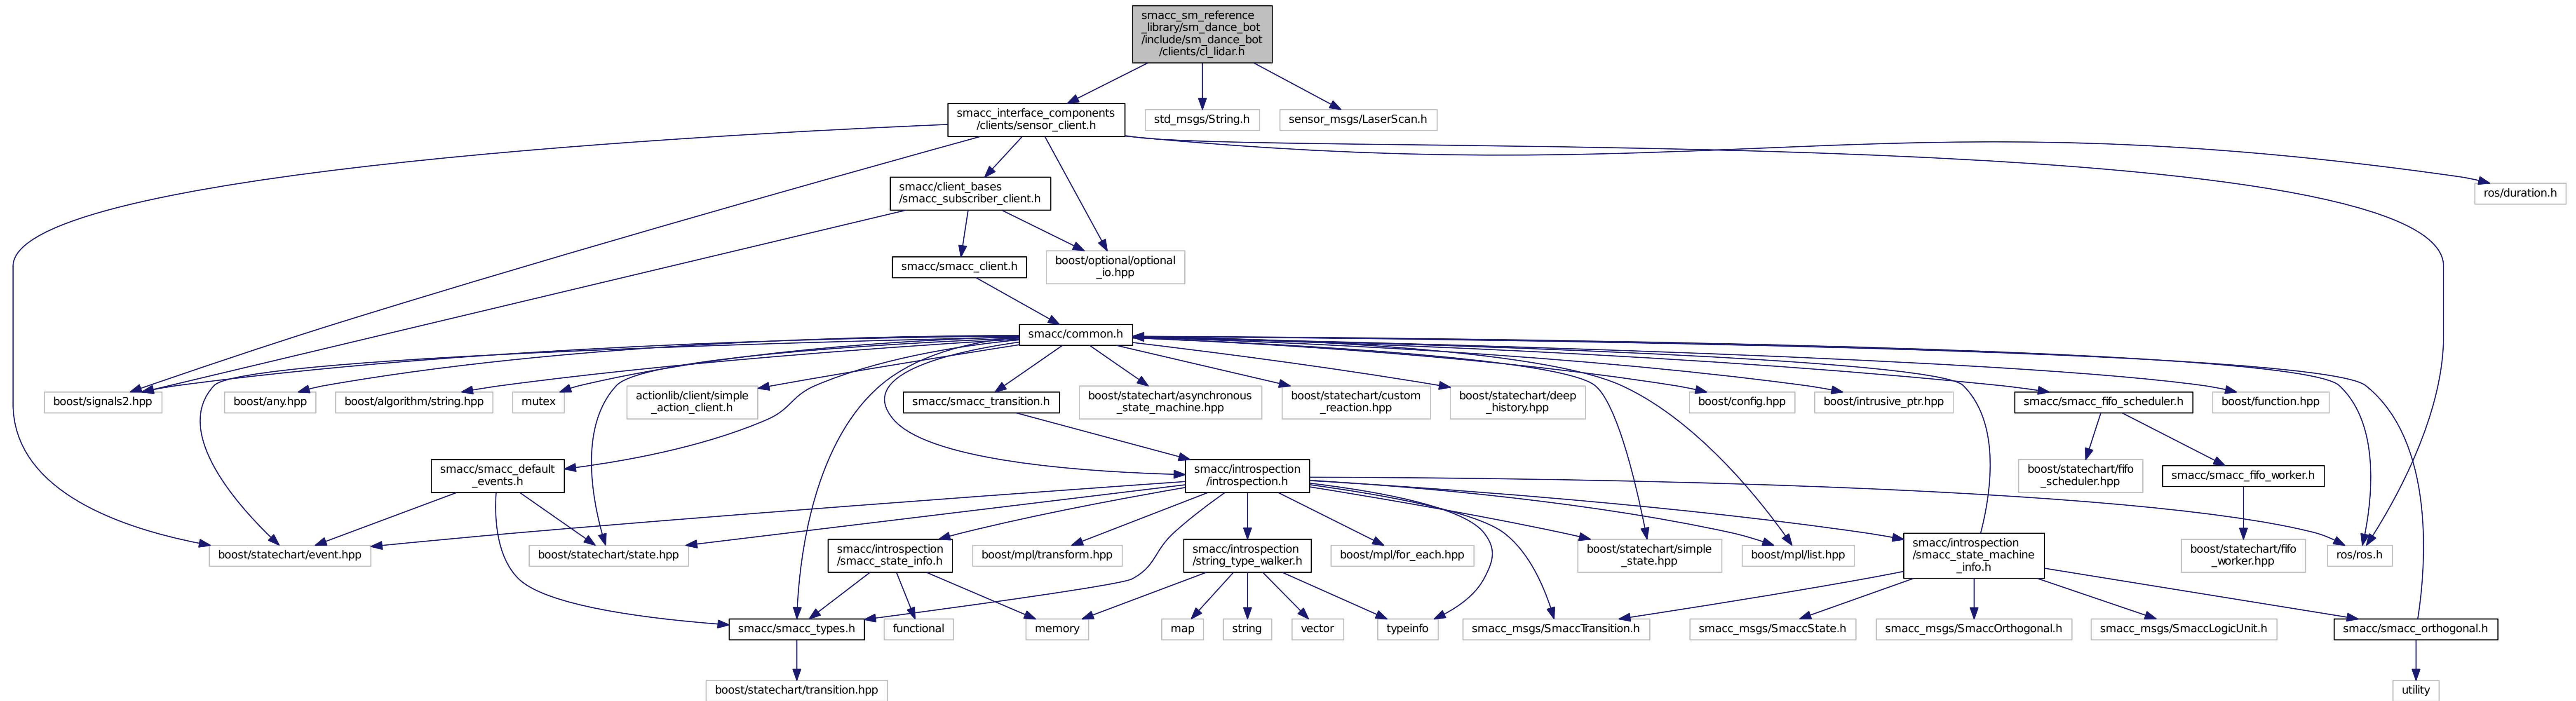 smacc_sm_reference
_library/sm_dance_bot
/include/sm_dance_bot
/clients/cl_lidar.h
smacc_interface_components
/clients/sensor_client.h
std_msgs/String.h
sensor_msgs/LaserScan.h
smacc/client_bases
/smacc_subscriber_client.h
ros/duration.h
smacc/smacc_client.h
boost/optional/optional
_io.hpp
smacc/common.h
boost/signals2.hpp
boost/any.hpp
boost/algorithm/string.hpp
mutex
actionlib/client/simple
_action_client.h
smacc/smacc_transition.h
boost/statechart/asynchronous
_state_machine.hpp
boost/statechart/custom
_reaction.hpp
boost/statechart/deep
_history.hpp
boost/config.hpp
boost/intrusive_ptr.hpp
smacc/smacc_fifo_scheduler.h
boost/function.hpp
smacc/smacc_default
_events.h
smacc/introspection
/introspection.h
boost/statechart/fifo
_scheduler.hpp
smacc/smacc_fifo_worker.h
boost/statechart/event.hpp
boost/statechart/state.hpp
smacc/introspection
/smacc_state_info.h
boost/mpl/transform.hpp
smacc/introspection
/string_type_walker.h
boost/mpl/for_each.hpp
boost/statechart/simple
_state.hpp
boost/mpl/list.hpp
smacc/introspection
/smacc_state_machine
_info.h
boost/statechart/fifo
_worker.hpp
ros/ros.h
smacc/smacc_types.h
functional
memory
map
string
vector
typeinfo
smacc_msgs/SmaccTransition.h
smacc_msgs/SmaccState.h
smacc_msgs/SmaccOrthogonal.h
smacc_msgs/SmaccLogicUnit.h
smacc/smacc_orthogonal.h
boost/statechart/transition.hpp
utility